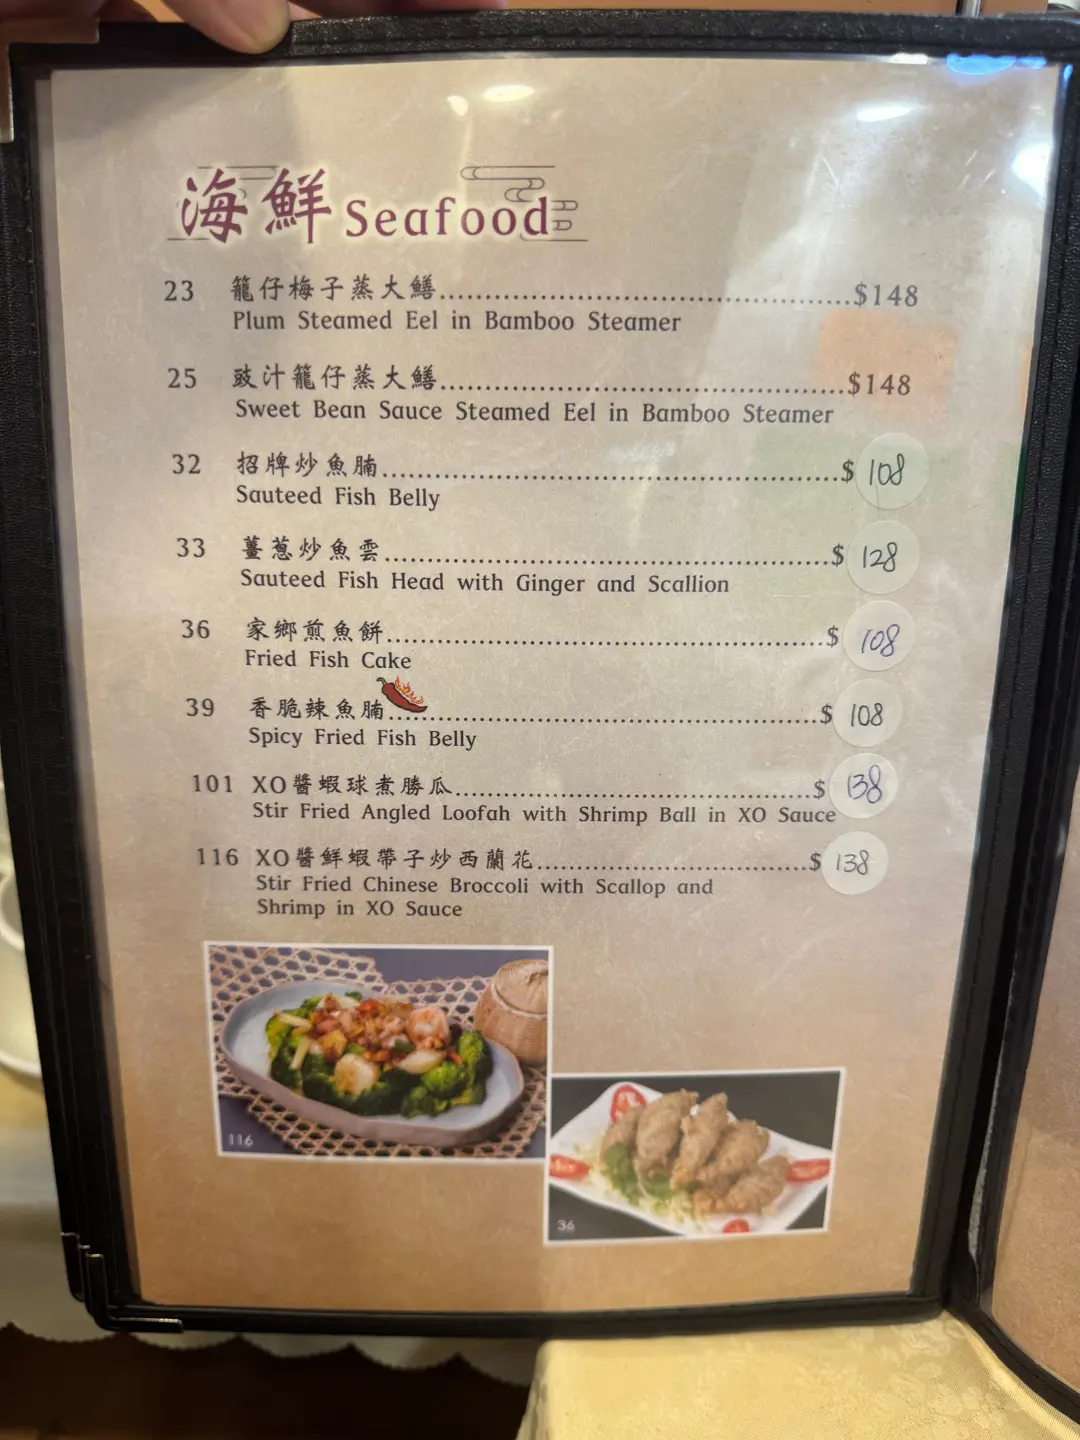 海鮮 Seafood
23 籠仔梅子蒸大鱔........................................$148
Plum Steamed Eel in Bamboo Steamer
25 豉汁籠仔蒸大鱔........................................$148
Sweet Bean Sauce Steamed Eel in Bamboo Steamer
32 招牌炒魚腩........................................$ 108
Sauteed Fish Belly
33 薑蔥炒魚雲........................................$ 128
Sauteed Fish Head with Ginger and Scallion
36 家鄉煎魚餅........................................$ 108
Fried Fish Cake
39 香脆辣魚腩........................................$ 108
Spicy Fried Fish Belly
101 XO醬蝦球煮勝瓜........................................$ 138
Stir Fried Angled Loofah with Shrimp Ball in XO Sauce
116 XO醬鮮蝦帶子炒西蘭花........................................$ 138
Stir Fried Chinese Broccoli with Scallop and
Shrimp in XO Sauce
116
36